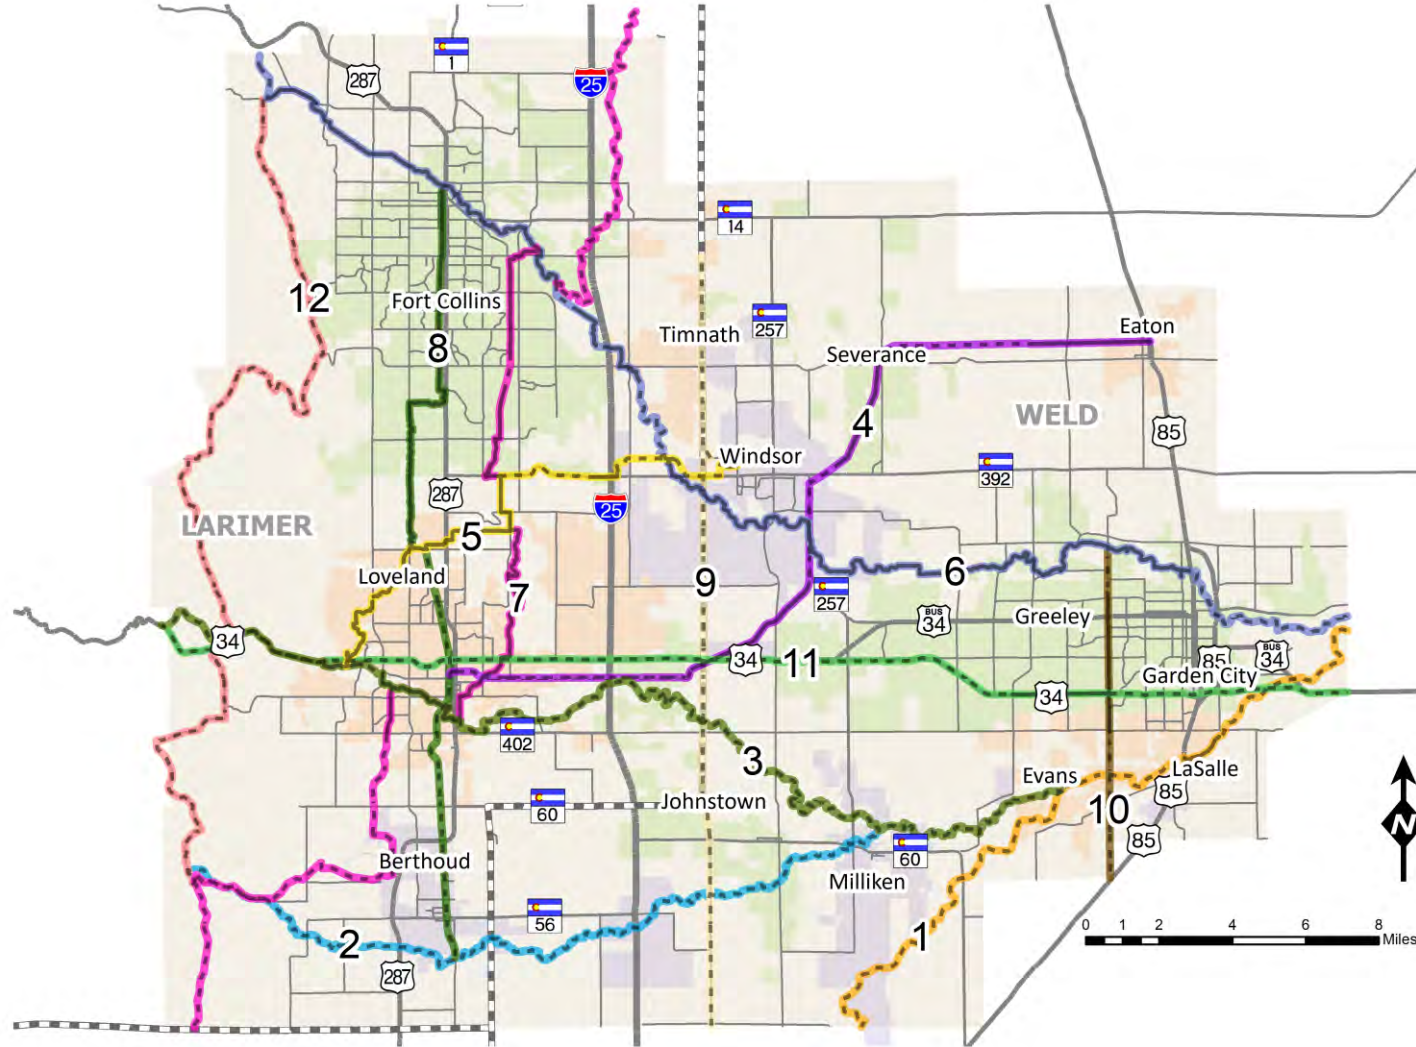 1
287
25
14
12
Fort Collins
257
Timnath
Eaton
8
Severance
4
WELD
85
Windsor
392
287
25
LARIMER
5
Loveland
7
9
257
6
BUS
34
Greeley
34
34
11
85
BUS
34
Garden City
34
402
3
Evans
LaSalle
85
60
Johnstown
10
85
60
Berthoud
Milliken
56
2
1
287
N
0 1 2 4 6 8
Miles